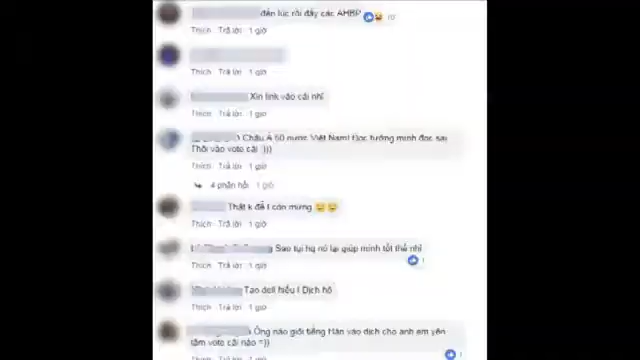 đến lúc rồi đấy các AHBP
10
Thích · Trả lời · 1 giờ
Thích · Trả lời · 1 giờ
Xin link vào cái nhỉ
Thích · Trả lời · 1 giờ
Châu Á 50 nước Việt Nam! Đọc tưởng mình đọc sai
Thôi vào vote cái :)))
Thích · Trả lời · 1 giờ
4 phản hồi · 1 giờ
Thật k để t còn mừng
Thích · Trả lời · 1 giờ
Sao tụi hq nó lại giúp mình tốt thế nhỉ
1
Thích · Trả lời · 1 giờ
Tao dell hiểu ! Dịch hộ
Thích · Trả lời · 1 giờ
Ông nào giỏi tiếng Hàn vào dịch cho anh em yên
tâm vote cái nào =))
Thích · Trả lời · 1 giờ
1